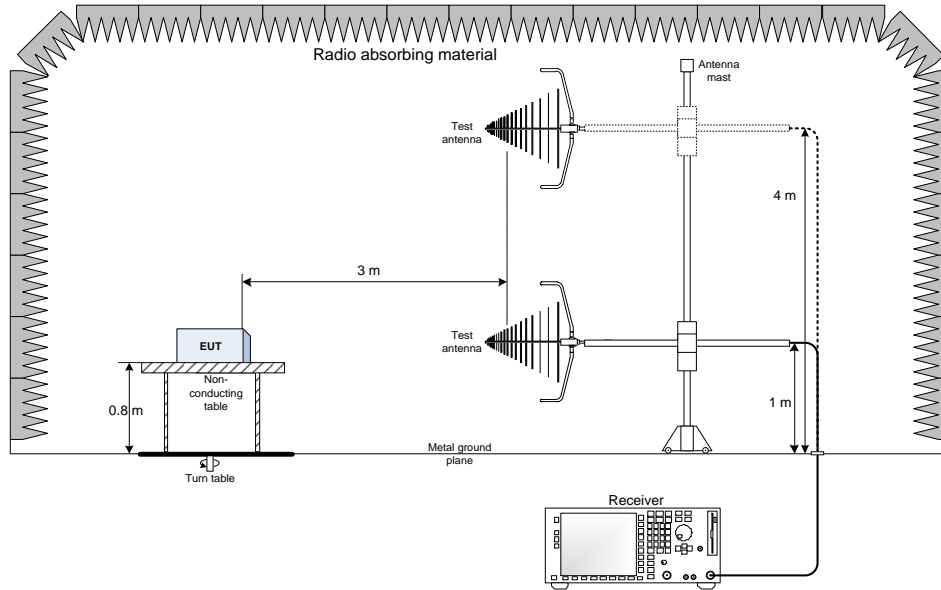 Radio absorbing material
Antenna
mast
Test
antenna
4 m
3 m
EUT
Test
antenna
Non-
conducting
table
0.8 m
1 m
Metal ground
plane
Turn table
Receiver